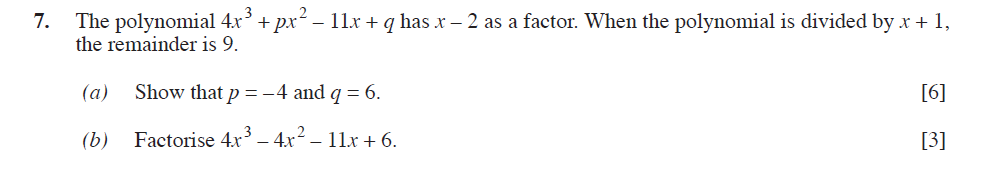 7. The polynomial 4x³ + px² – 11x + q has x – 2 as a factor. When the polynomial is divided by x + 1,
the remainder is 9.
(a) Show that p = –4 and q = 6. [6]
(b) Factorise 4x³ – 4x² – 11x + 6. [3]